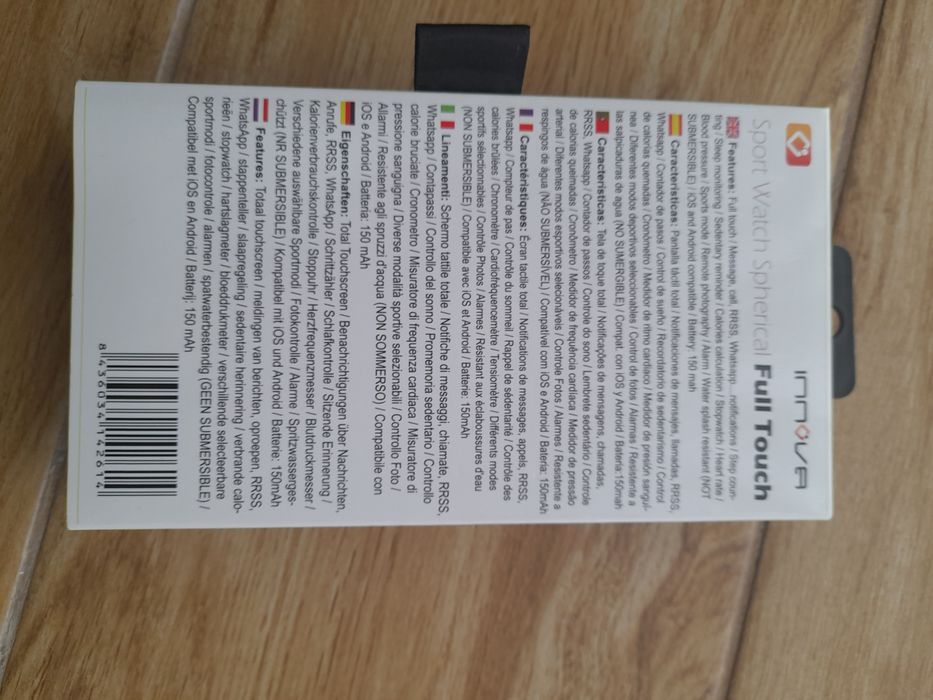 INNOVA
Sport Watch Spherical Full Touch
Features: Full touch / Message, call, RRSS, Whatsapp...notifications / Step coun-
ting / Sleep monitoring / Sedentary reminder / Calories calculation / Stopwatch / Heart rate /
Blood pressure / Sports mode / Remote photography / Alarm / Water splash resistant (NOT
SUBMERSIBLE) / iOS and Android compatible / Battery: 150 mah
Características: Pantalla táctil total / Notificaciones de mensajes, llamadas, RRSS,
Whatsapp / Contador de pasos / Control de sueño / Recordatorio de sedentarismo / Control
de calorías quemadas / Cronómetro / Medidor de ritmo cardíaco / Medidor de presión sanguí-
nea / Diferentes modos deportivos seleccionables / Control de fotos / Alarmas / Resistente a
las salpicaduras de agua (NO SUMERGIBLE) / Compat. con iOS y Android / Batería:150mah
Características: Tela de toque total / Notificações de mensagens, chamadas,
RRSS, Whatsapp / Contador de passos / Controle do sono / Lembrete sedentário / Controle
de calorias queimadas / Cronômetro / Medidor de frequência cardíaca / Medidor de pressão
arterial / Diferentes modos esportivos selecionáveis / Controle Fotos / Alarmes / Resistente a
respingos de água (NÃO SUBMERSÍVEL) / Compatível com iOS e Android / Bateria: 150mAh
Caractéristiques: Écran tactile total / Notifications de messages, appels, RRSS,
Whatsapp / Compteur de pas / Contrôle du sommeil / Rappel de sédentarité / Contrôle des
calories brûlées / Chronomètre / Cardiofréquencemètre / Tensiomètre / Différents modes
sportifs sélectionnables / Contrôle Photos / Alarmes / Résistant aux éclaboussures d'eau
(NON SUBMERSIBLE) / Compatible avec iOS et Android / Batterie: 150mAh
Lineamenti: Schermo tattile totale / Notifiche di messaggi, chiamate, RRSS,
Whatsapp / Contapassi / Controllo del sonno / Promemoria sedentario / Controllo
calorie bruciate / Cronometro / Misuratore di frequenza cardiaca / Misuratore di
pressione sanguigna / Diverse modalità sportive selezionabili / Controllo Foto /
Allarmi / Resistente agli spruzzi d'acqua (NON SOMMERSO) / Compatibile con
iOS e Android / Batteria: 150 mAh
Eigenschaften: Total Touchscreen / Benachrichtigungen über Nachrichten,
Anrufe, RRSS, WhatsApp / Schrittzähler / Schlafkontrolle / Sitzende Erinnerung /
Kalorienverbrauchskontrolle / Stoppuhr / Herzfrequenzmesser / Blutdruckmesser /
Verschiedene auswählbare Sportmodi / Fotokontrolle / Alarme / Spritzwasserges-
chützt (NR SUBMERSIBLE) / Kompatibel mit iOS und Android / Batterie: 150mAh
Features: Totaal touchscreen / meldingen van berichten, oproepen, RRSS,
WhatsApp / stappenteller / slaapregeling / sedentaire herinnering / verbrande calo-
rieën / stopwatch / hartslagmeter / bloeddrukmeter / verschillende selecteerbare
sportmodi / fotocontrole / alarmen / spatwaterbestendig (GEEN SUBMERSIBLE) /
Compatibel met iOS en Android / Batterij: 150 mAh
8 436034 142614